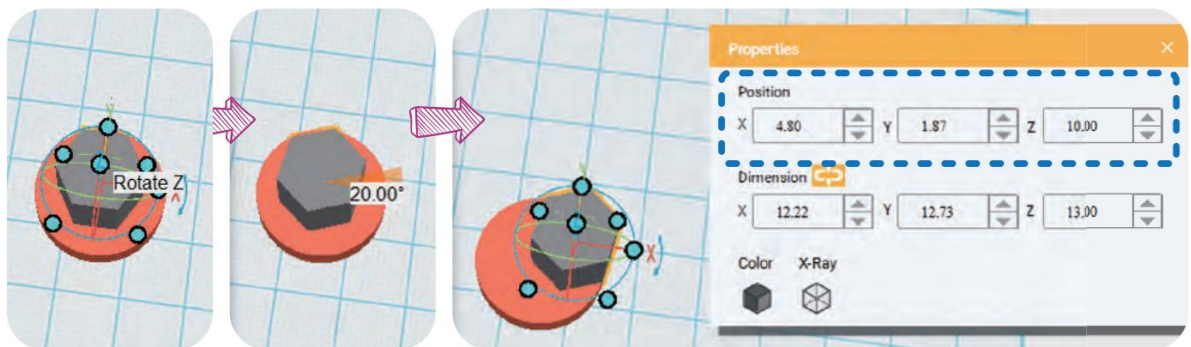 Rotate Z
20.00°
X
Properties ×
Position
X 4.80 Y 1.87 Z 10.00
Dimension
X 12.22 Y 12.73 Z 13.00
Color X-Ray